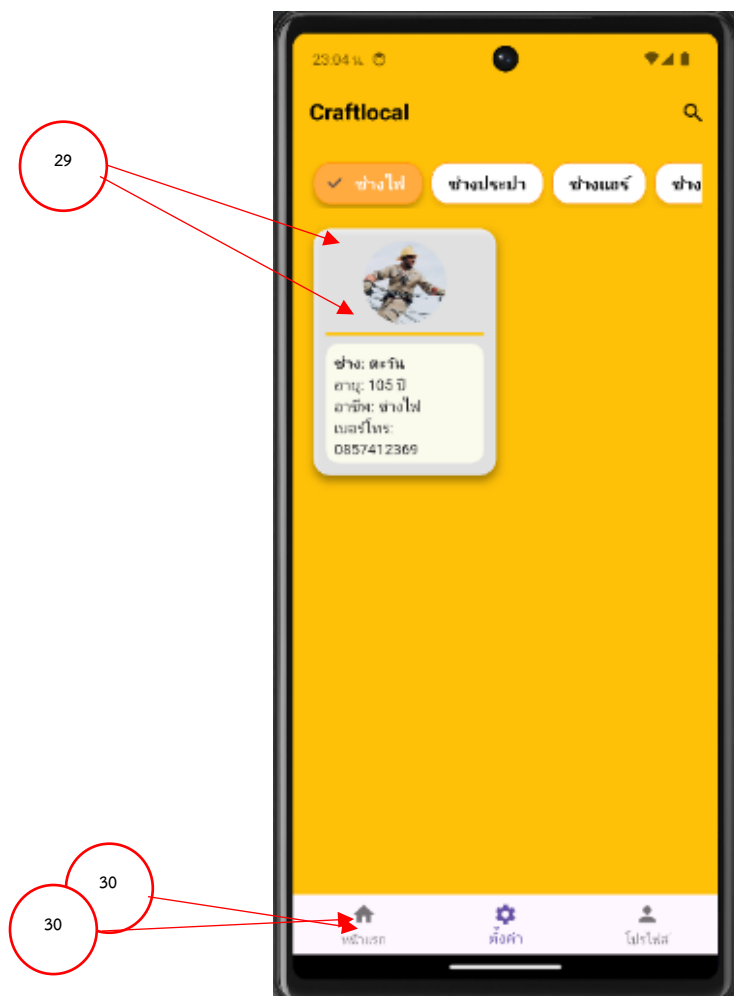 23:04 น.
Craftlocal
29
ช่างไฟ ช่างประปา ช่างแอร์ ช่าง
ช่าง: ตะวัน
อายุ: 105 ปี
อาชีพ: ช่างไฟ
เบอร์โทร:
0857412369
30
30
หน้าแรก ตั้งค่า โปรไฟล์